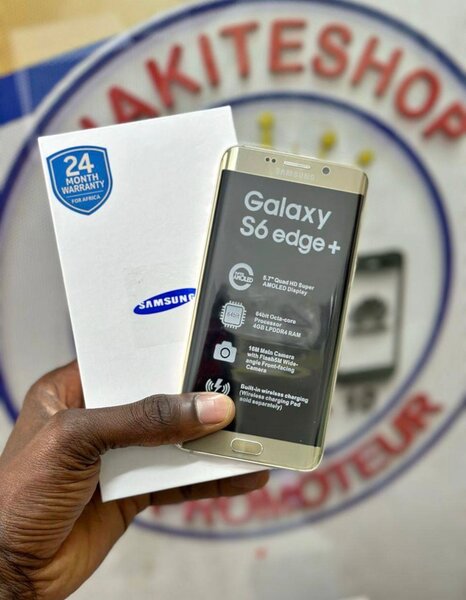 JAKITESHOP
24
MONTH
WARRANTY
FOR AFRICA
SAMSUNG
SAMSUNG
Galaxy
S6 edge+
5.7" Quad HD Super
AMOLED Display
64bit Octa-core
Processor
4GB LPDDR4 RAM
16M Main Camera
with Flash5M Wide-
angle Front-facing
Camera
Built-in wireless charging
(Wireless charging Pad
sold separately)
PROMOTEUR